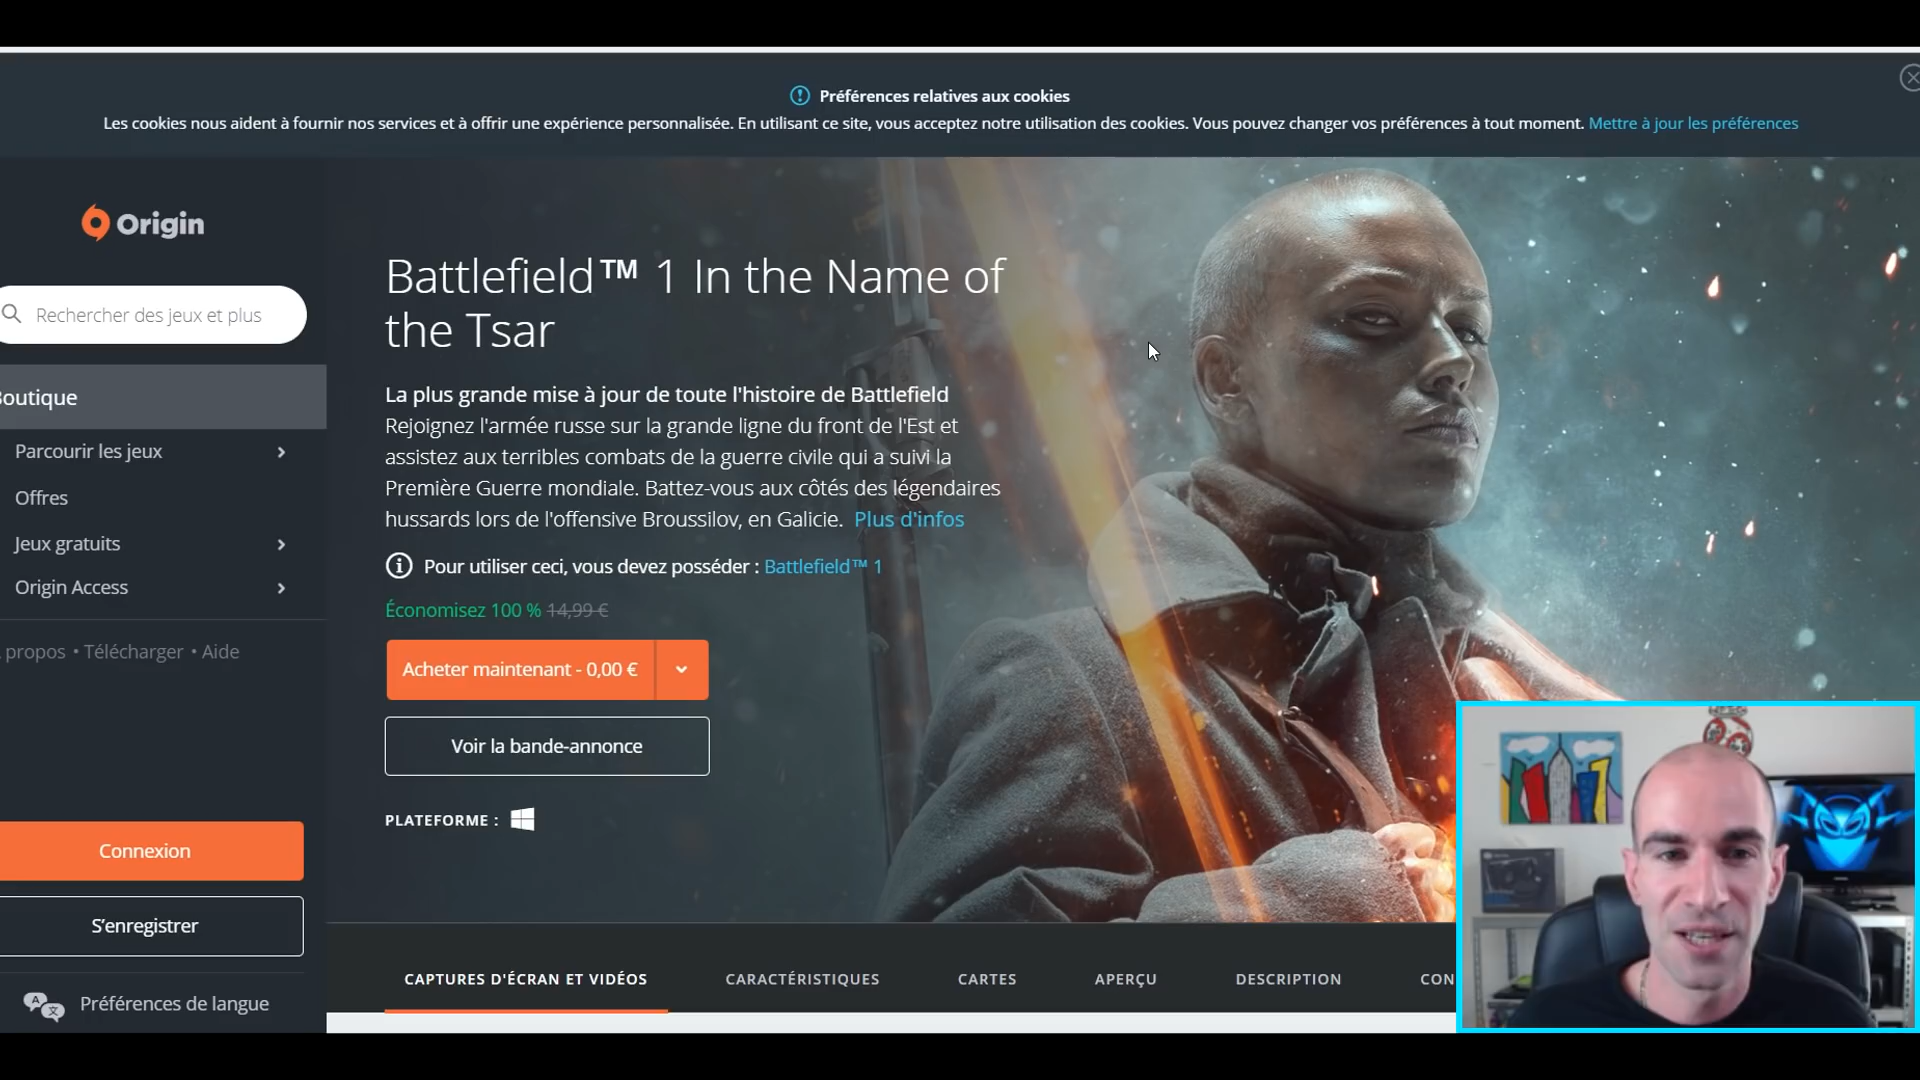 Préférences relatives aux cookies
Les cookies nous aident à fournir nos services et à offrir une expérience personnalisée. En utilisant ce site, vous acceptez notre utilisation des cookies. Vous pouvez changer vos préférences à tout moment. Mettre à jour les préférences
Origin
Rechercher des jeux et plus
Boutique
Parcourir les jeux
Offres
Jeux gratuits
Origin Access
propos • Télécharger • Aide
Connexion
S'enregistrer
Préférences de langue
Battlefield™ 1 In the Name of
the Tsar
La plus grande mise à jour de toute l'histoire de Battlefield
Rejoignez l'armée russe sur la grande ligne du front de l'Est et
assistez aux terribles combats de la guerre civile qui a suivi la
Première Guerre mondiale. Battez-vous aux côtés des légendaires
hussards lors de l'offensive Broussilov, en Galicie. Plus d'infos
Pour utiliser ceci, vous devez posséder : Battlefield™ 1
Économisez 100 % 14,99 €
Acheter maintenant - 0,00 €
Voir la bande-annonce
PLATEFORME :
CAPTURES D'ÉCRAN ET VIDÉOS CARACTÉRISTIQUES CARTES APERÇU DESCRIPTION CON